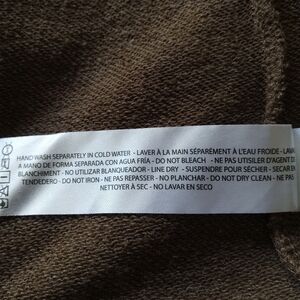 HAND WASH SEPARATELY IN COLD WATER - LAVER À LA MAIN SÉPARÉMENT À L'EAU FROIDE - LAVA
A MANO DE FORMA SEPARADA CON AGUA FRÍA - DO NOT BLEACH - NE PAS UTISILER D'AGENT D
BLANCHIMENT - NO UTILIZAR BLANQUEADOR - LINE DRY - SUSPENDRE POUR SÉCHER - SECAR E
TENDEDERO - DO NOT IRON - NE PAS REPASSER - NO PLANCHAR - DO NOT DRY CLEAN - NE PAS
NETTOYER À SEC - NO LAVAR EN SECO